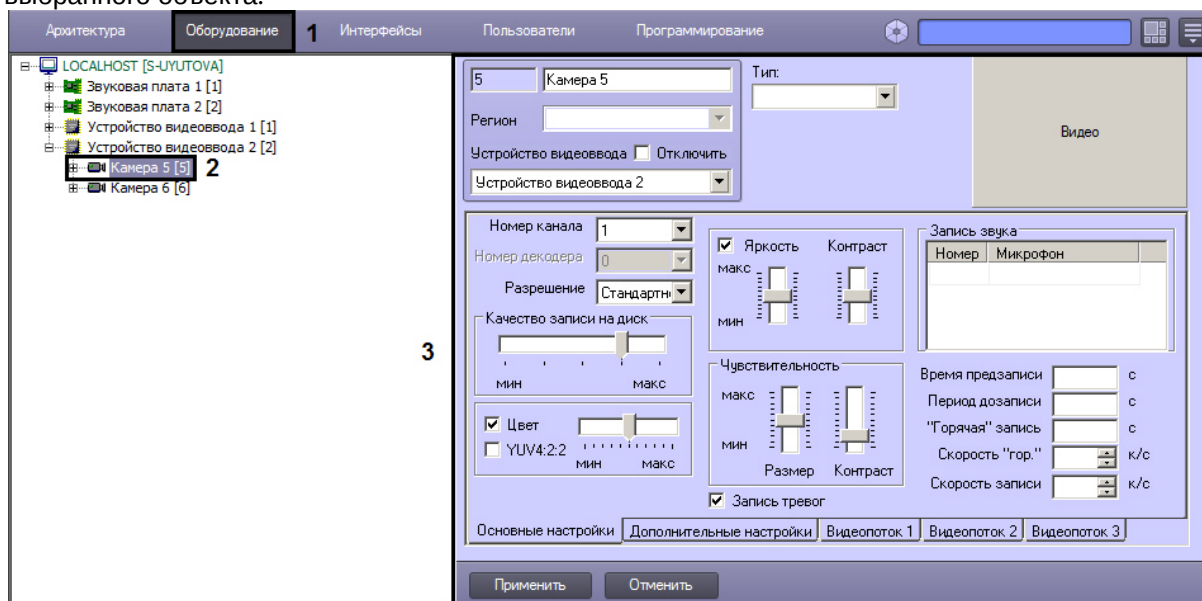 выбранного объекта.
Архитектура Оборудование 1 Интерфейсы Пользователи Программирование
LOCALHOST [S-UYUTOVA]
Звуковая плата 1 [1]
Звуковая плата 2 [2]
Устройство видеоввода 1 [1]
Устройство видеоввода 2 [2]
Камера 5 [5] 2
Камера 6 [6]
3
5 Камера 5
Тип:
Регион
Устройство видеоввода Отключить
Устройство видеоввода 2
Видео
Номер канала 1
Номер декодера 0
Разрешение Стандартн
Качество записи на диск
мин макс
Цвет
YUV4:2:2
мин макс
Яркость Контраст
макс
мин
Чувствительность
макс
мин
Размер Контраст
Запись тревог
Запись звука
Номер Микрофон
Время предзаписи с
Период дозаписи с
"Горячая" запись с
Скорость "гор." к/с
Скорость записи к/с
Основные настройки Дополнительные настройки Видеопоток 1 Видеопоток 2 Видеопоток 3
Применить Отменить